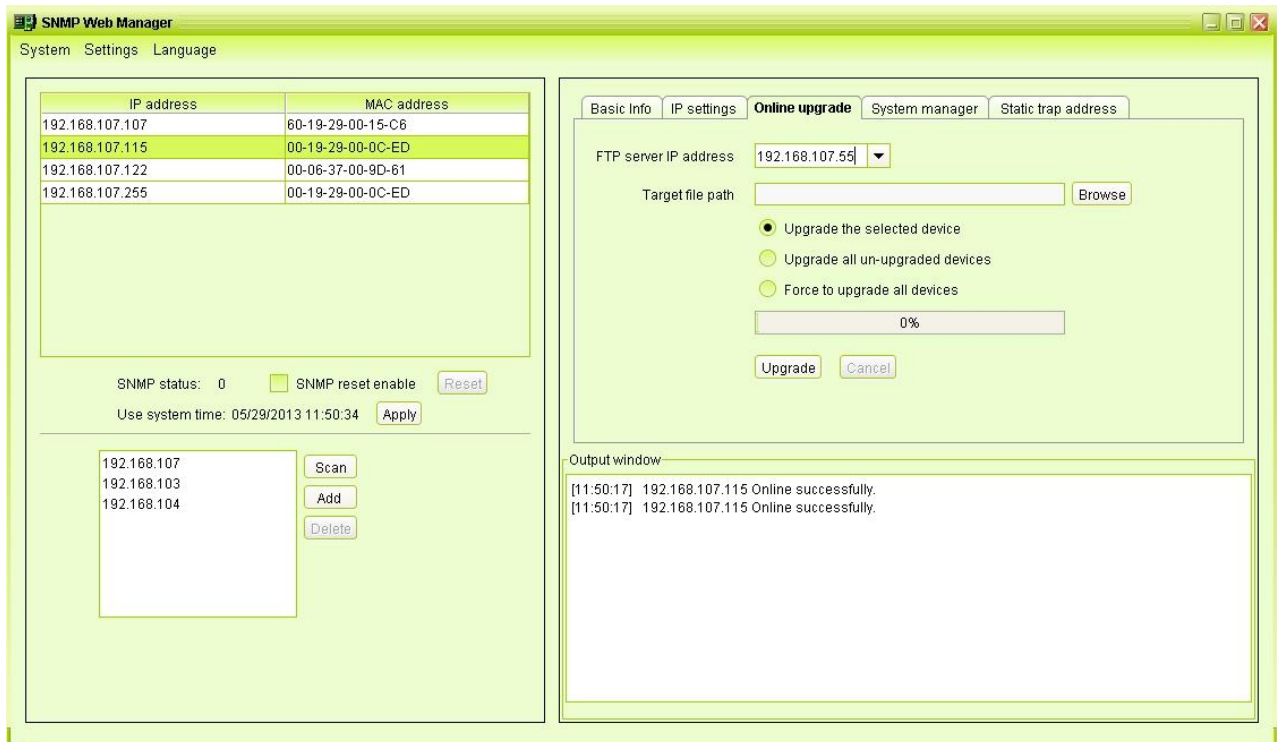 SNMP Web Manager
System Settings Language
IP address MAC address
192.168.107.107 60-19-29-00-15-C6
192.168.107.115 00-19-29-00-0C-ED
192.168.107.122 00-06-37-00-9D-61
192.168.107.255 00-19-29-00-0C-ED
SNMP status: 0 SNMP reset enable Reset
Use system time: 05/29/2013 11:50:34 Apply
192.168.107
192.168.103
192.168.104
Scan
Add
Delete
Basic Info IP settings Online upgrade System manager Static trap address
FTP server IP address 192.168.107.55
Target file path Browse
Upgrade the selected device
Upgrade all un-upgraded devices
Force to upgrade all devices
0%
Upgrade Cancel
Output window
[11:50:17] 192.168.107.115 Online successfully.
[11:50:17] 192.168.107.115 Online successfully.